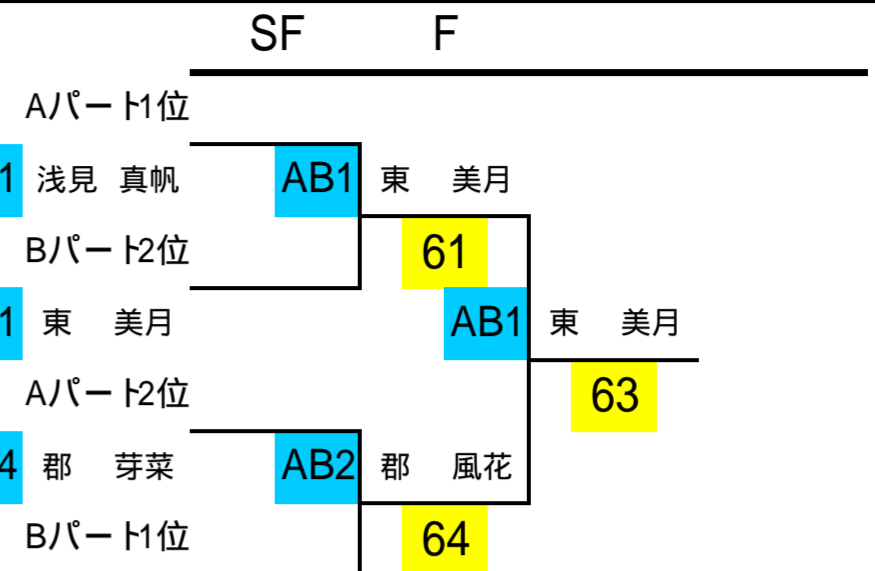 SF F
Aパート1位
1 浅見 真帆 AB1 東 美月
Bパート2位 61
1 東 美月 AB1 東 美月
Aパート2位 63
4 郡 芽菜 AB2 郡 風花
Bパート1位 64